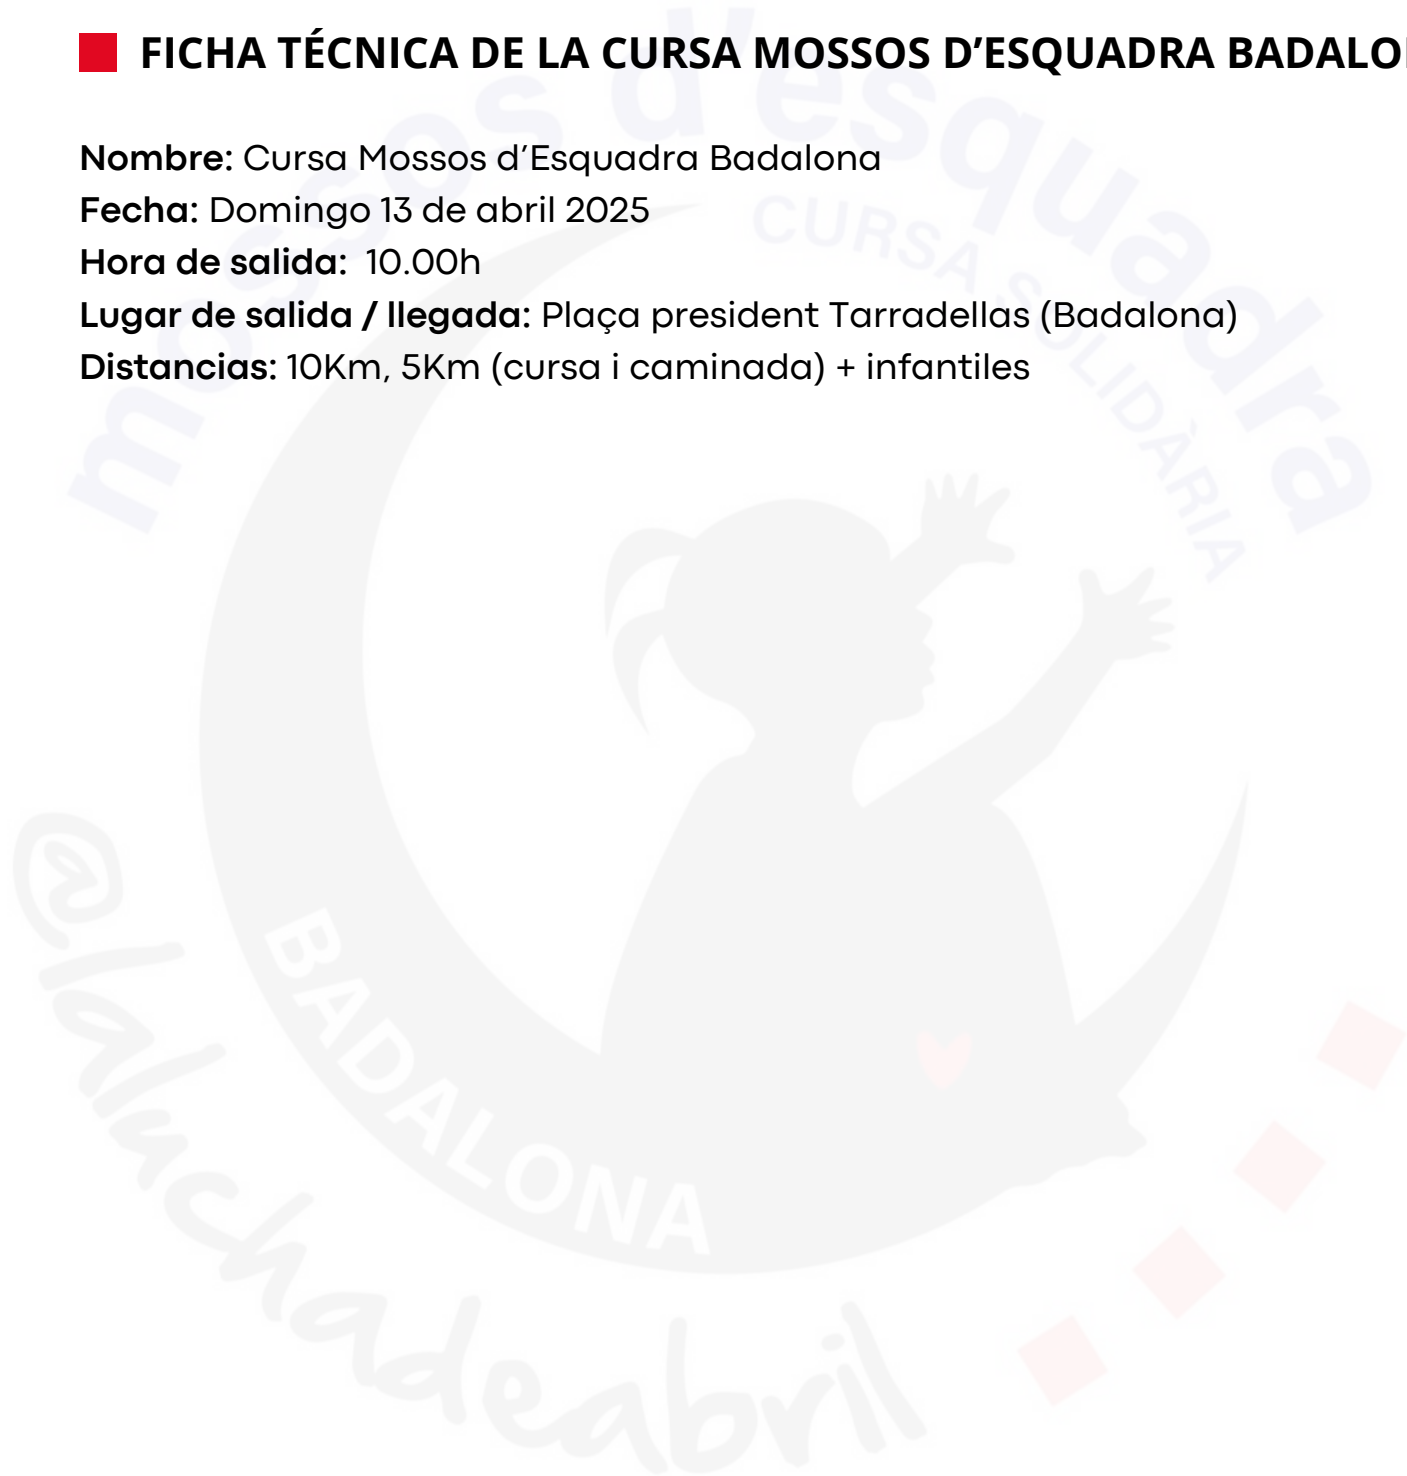 FICHA TÉCNICA DE LA CURSA MOSSOS D’ESQUADRA BADALO
Nombre: Cursa Mossos d’Esquadra Badalona
Fecha: Domingo 13 de abril 2025
Hora de salida: 10.00h
Lugar de salida / llegada: Plaça president Tarradellas (Badalona)
Distancias: 10Km, 5Km (cursa i caminada) + infantiles
mossos d'esquadra
CURSA SOLIDÀRIA
BADALONA
@laluchadeabril